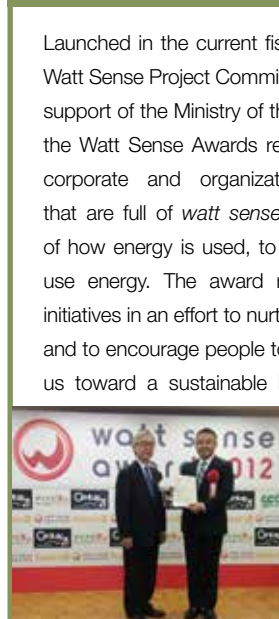 Launched in the current fis
Watt Sense Project Commi
support of the Ministry of th
the Watt Sense Awards re
corporate and organizat
that are full of watt sense
of how energy is used, to
use energy. The award r
initiatives in an effort to nurt
and to encourage people to
us toward a sustainable
watt sense
award 2012